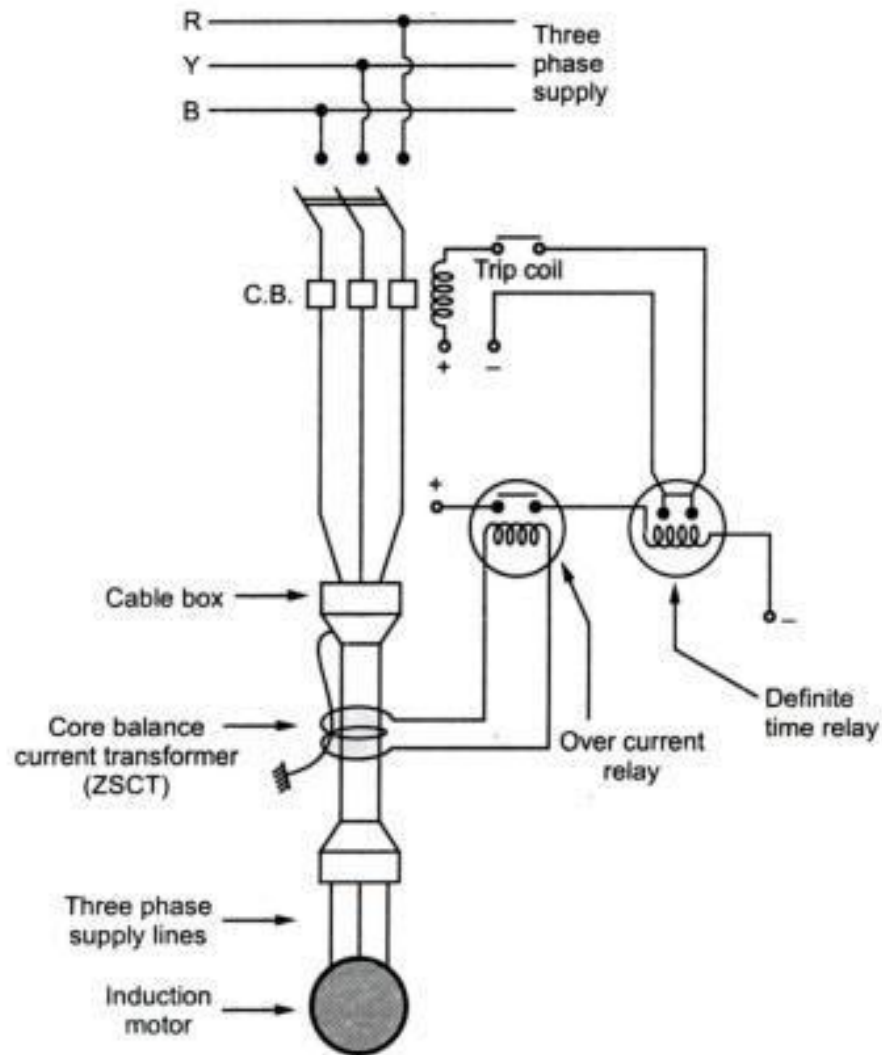 R
Y
B
Three
phase
supply
C.B.
Trip coil
+
–
+
–
Cable box
Core balance
current transformer
(ZSCT)
Over current
relay
Definite
time relay
Three phase
supply lines
Induction
motor